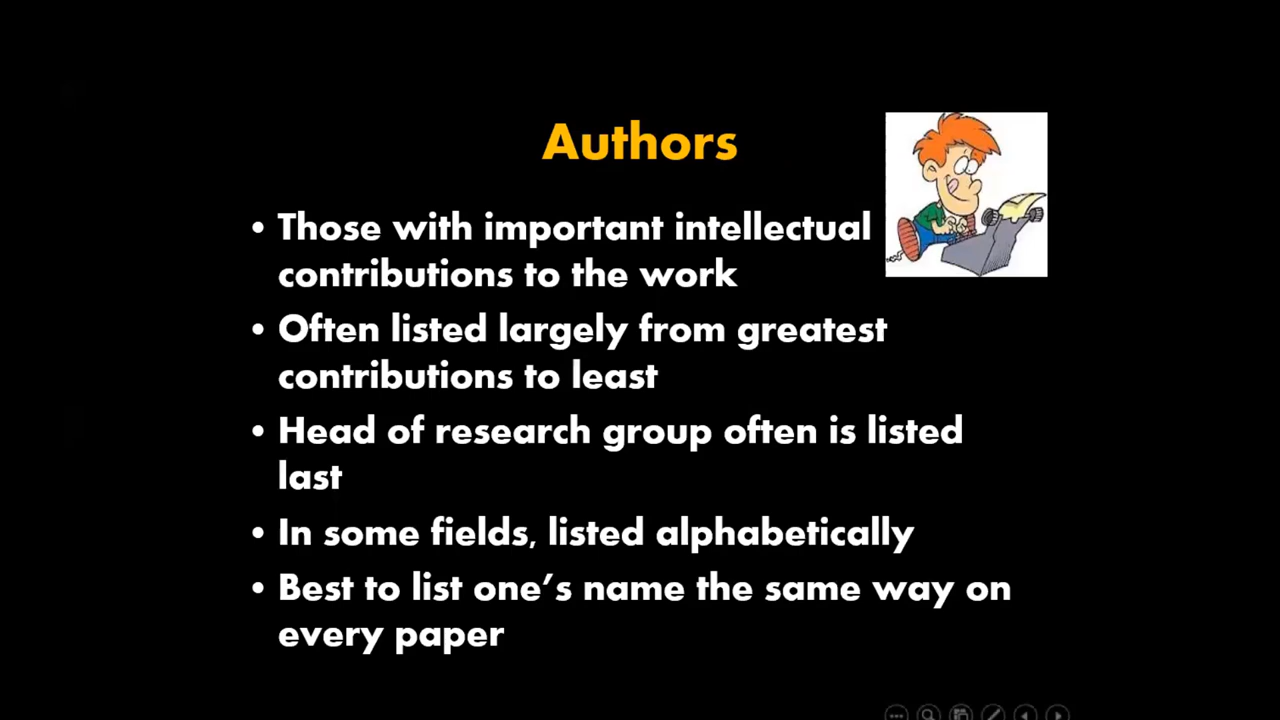 Authors
• Those with important intellectual
contributions to the work
• Often listed largely from greatest
contributions to least
• Head of research group often is listed
last
• In some fields, listed alphabetically
• Best to list one’s name the same way on
every paper